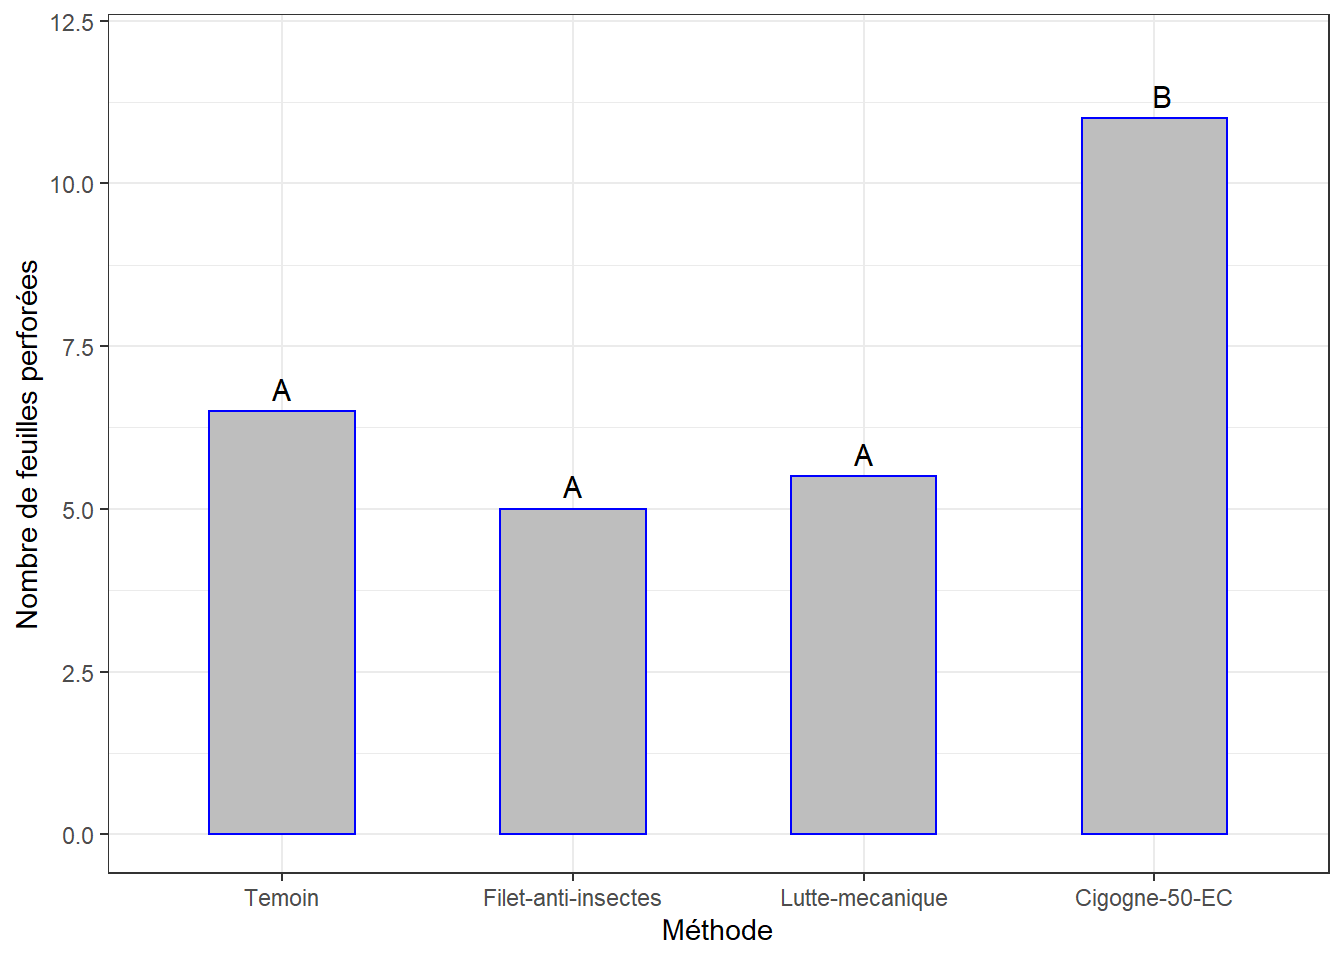 12.5
10.0
7.5
5.0
2.5
0.0
Nombre de feuilles perforées
A
A
A
B
Temoin
Filet-anti-insectes
Lutte-mecanique
Cigogne-50-EC
Méthode